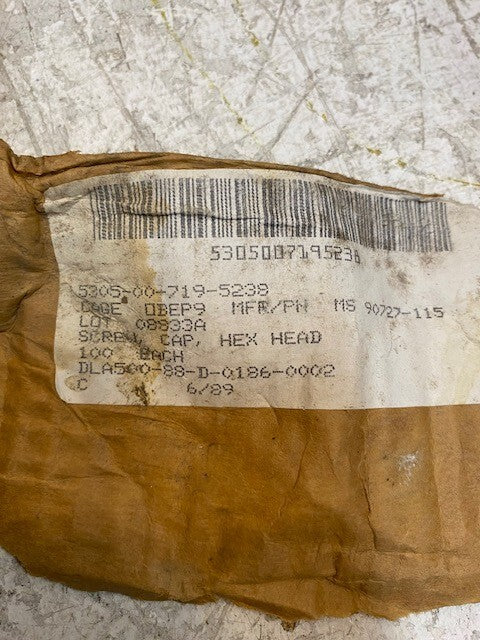 5305007195238
5305-00-719-5238
CAGE 0BEP9 MFR/PN MS 90727-115
LOT 08833A
SCREW, CAP, HEX HEAD
100 EACH
DLA500-88-D-0186-0002
C 6/89